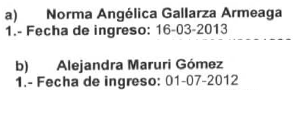 a) Norma Angélica Gallarza Armeaga
1.- Fecha de ingreso: 16-03-2013
b) Alejandra Maruri Gómez
1.- Fecha de ingreso: 01-07-2012